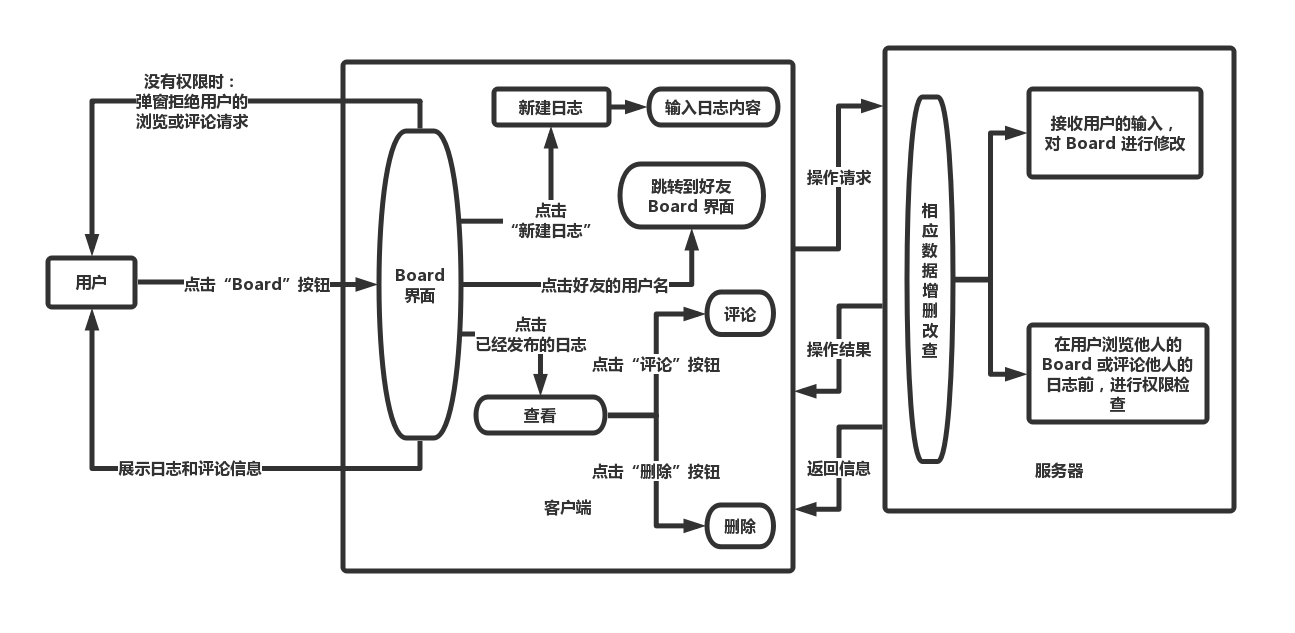 没有权限时：
弹窗拒绝用户的
浏览或评论请求
用户
点击“Board”按钮
展示日志和评论信息
Board
界面
新建日志
输入日志内容
点击
“新建日志”
跳转到好友
Board 界面
点击好友的用户名
点击
已经发布的日志
查看
点击“评论”按钮
评论
点击“删除”按钮
删除
客户端
操作请求
操作结果
返回信息
相
应
数
据
增
删
改
查
接收用户的输入，
对 Board 进行修改
在用户浏览他人的
Board 或评论他人的
日志前，进行权限检
查
服务器